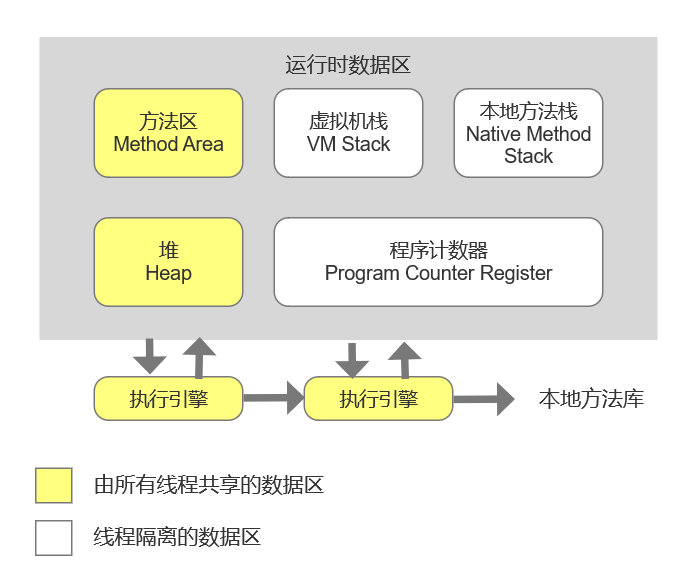 运行时数据区
方法区
Method Area
虚拟机栈
VM Stack
本地方法栈
Native Method
Stack
堆
Heap
程序计数器
Program Counter Register
执行引擎
执行引擎
本地方法库
由所有线程共享的数据区
线程隔离的数据区